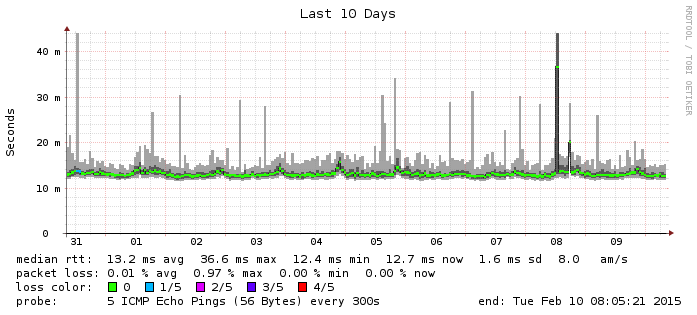 Last 10 Days
RRDTOOL / TOBI OETIKER
Seconds
40 m
30 m
20 m
10 m
0
31 01 02 03 04 05 06 07 08 09
median rtt: 13.2 ms avg 36.6 ms max 12.4 ms min 12.7 ms now 1.6 ms sd 8.0 am/s
packet loss: 0.01 % avg 0.97 % max 0.00 % min 0.00 % now
loss color: 0 1/5 2/5 3/5 4/5
probe: 5 ICMP Echo Pings (56 Bytes) every 300s end: Tue Feb 10 08:05:21 2015